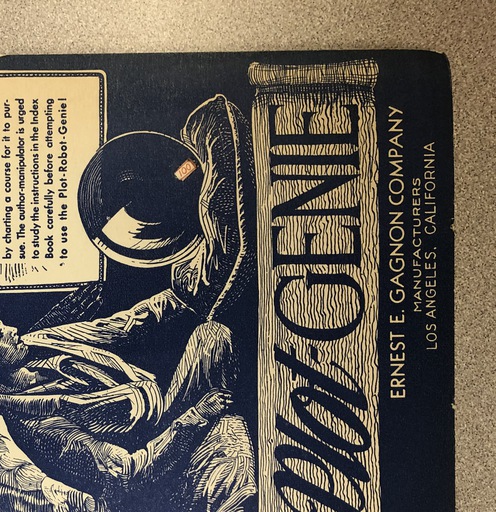 by charting a course for it to pur-
sue. The author-manipulator is urged
to study the instructions in the Index
Book carefully before attempting
to use the Plot-Robot-Genie!
Plot-GENIE
ERNEST E. GAGNON COMPANY
MANUFACTURERS
LOS ANGELES, CALIFORNIA